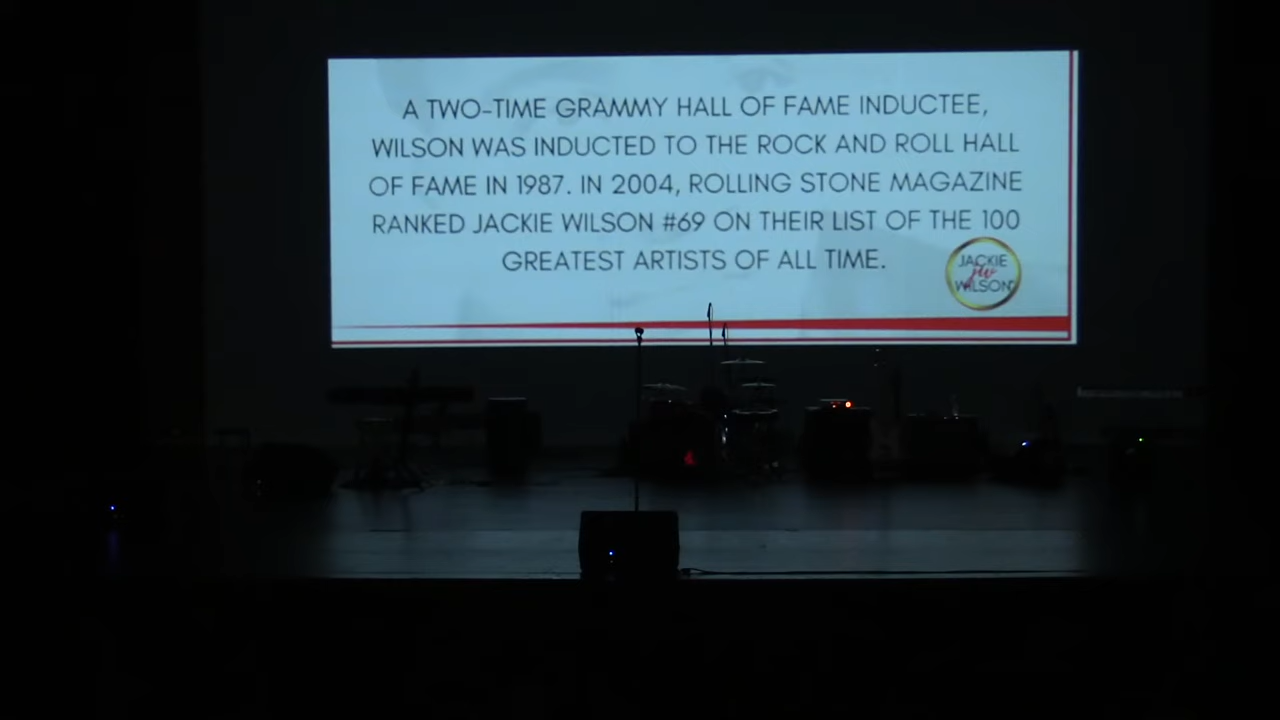 A TWO-TIME GRAMMY HALL OF FAME INDUCTEE,
WILSON WAS INDUCTED TO THE ROCK AND ROLL HALL
OF FAME IN 1987. IN 2004, ROLLING STONE MAGAZINE
RANKED JACKIE WILSON #69 ON THEIR LIST OF THE 100
GREATEST ARTISTS OF ALL TIME.
JACKIE
jw
WILSON